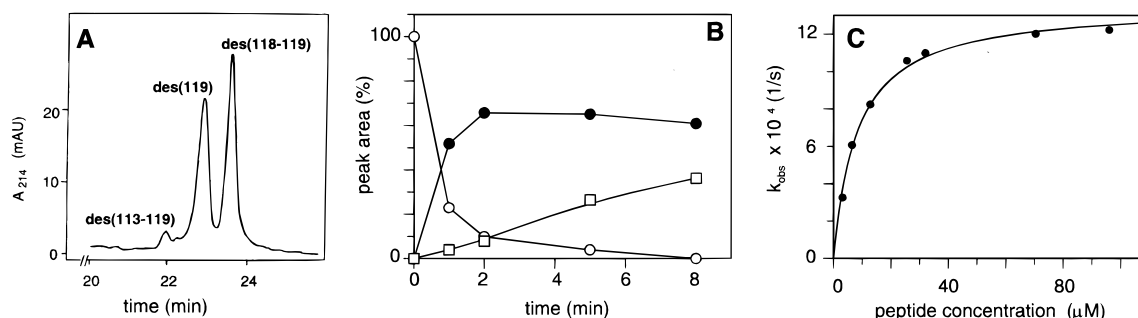 A
des(118-119)
des(119)
des(113-119)
A 214 (mAU)
20
10
0
20
22
24
time (min)
B
peak area (%)
100
0
0
2
4
6
8
time (min)
C
k obs x 10 4 (1/s)
12
6
0
0
40
80
peptide concentration (μM)